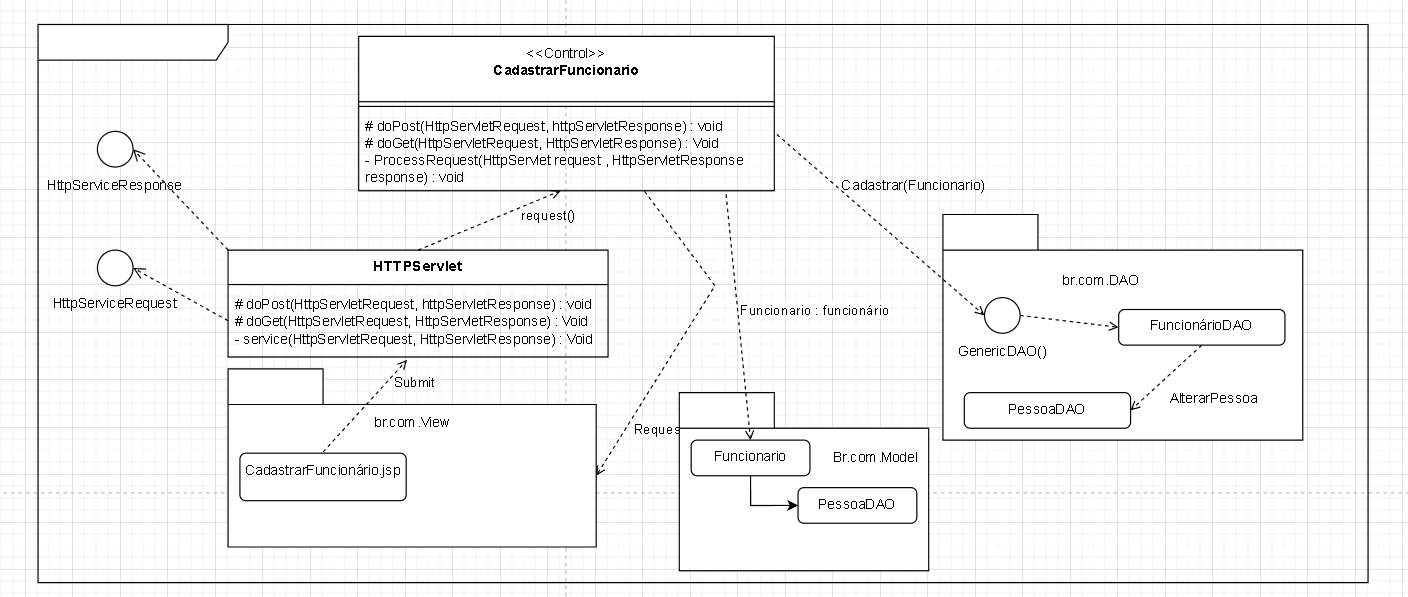 <<Control>>
CadastrarFuncionario
# doPost(HttpServletRequest, httpServletResponse) : void
# doGet(HttpServletRequest, HttpServletResponse) : Void
- ProcessRequest(HttpServlet request , HttpServletResponse
response) : void
HttpServiceResponse
Cadastrar(Funcionario)
request()
HTTPServlet
# doPost(HttpServletRequest, httpServletResponse) : void
# doGet(HttpServletRequest, HttpServletResponse) : Void
- service(HttpServletRequest, HttpServletResponse) : Void
HttpServiceRequest
Funcionario : funcionário
br.com.DAO
FuncionárioDAO
GenericDAO()
AlterarPessoa
PessoaDAO
Submit
br.com.View
CadastrarFuncionário.jsp
Reques
Funcionario
Br.com.Model
PessoaDAO